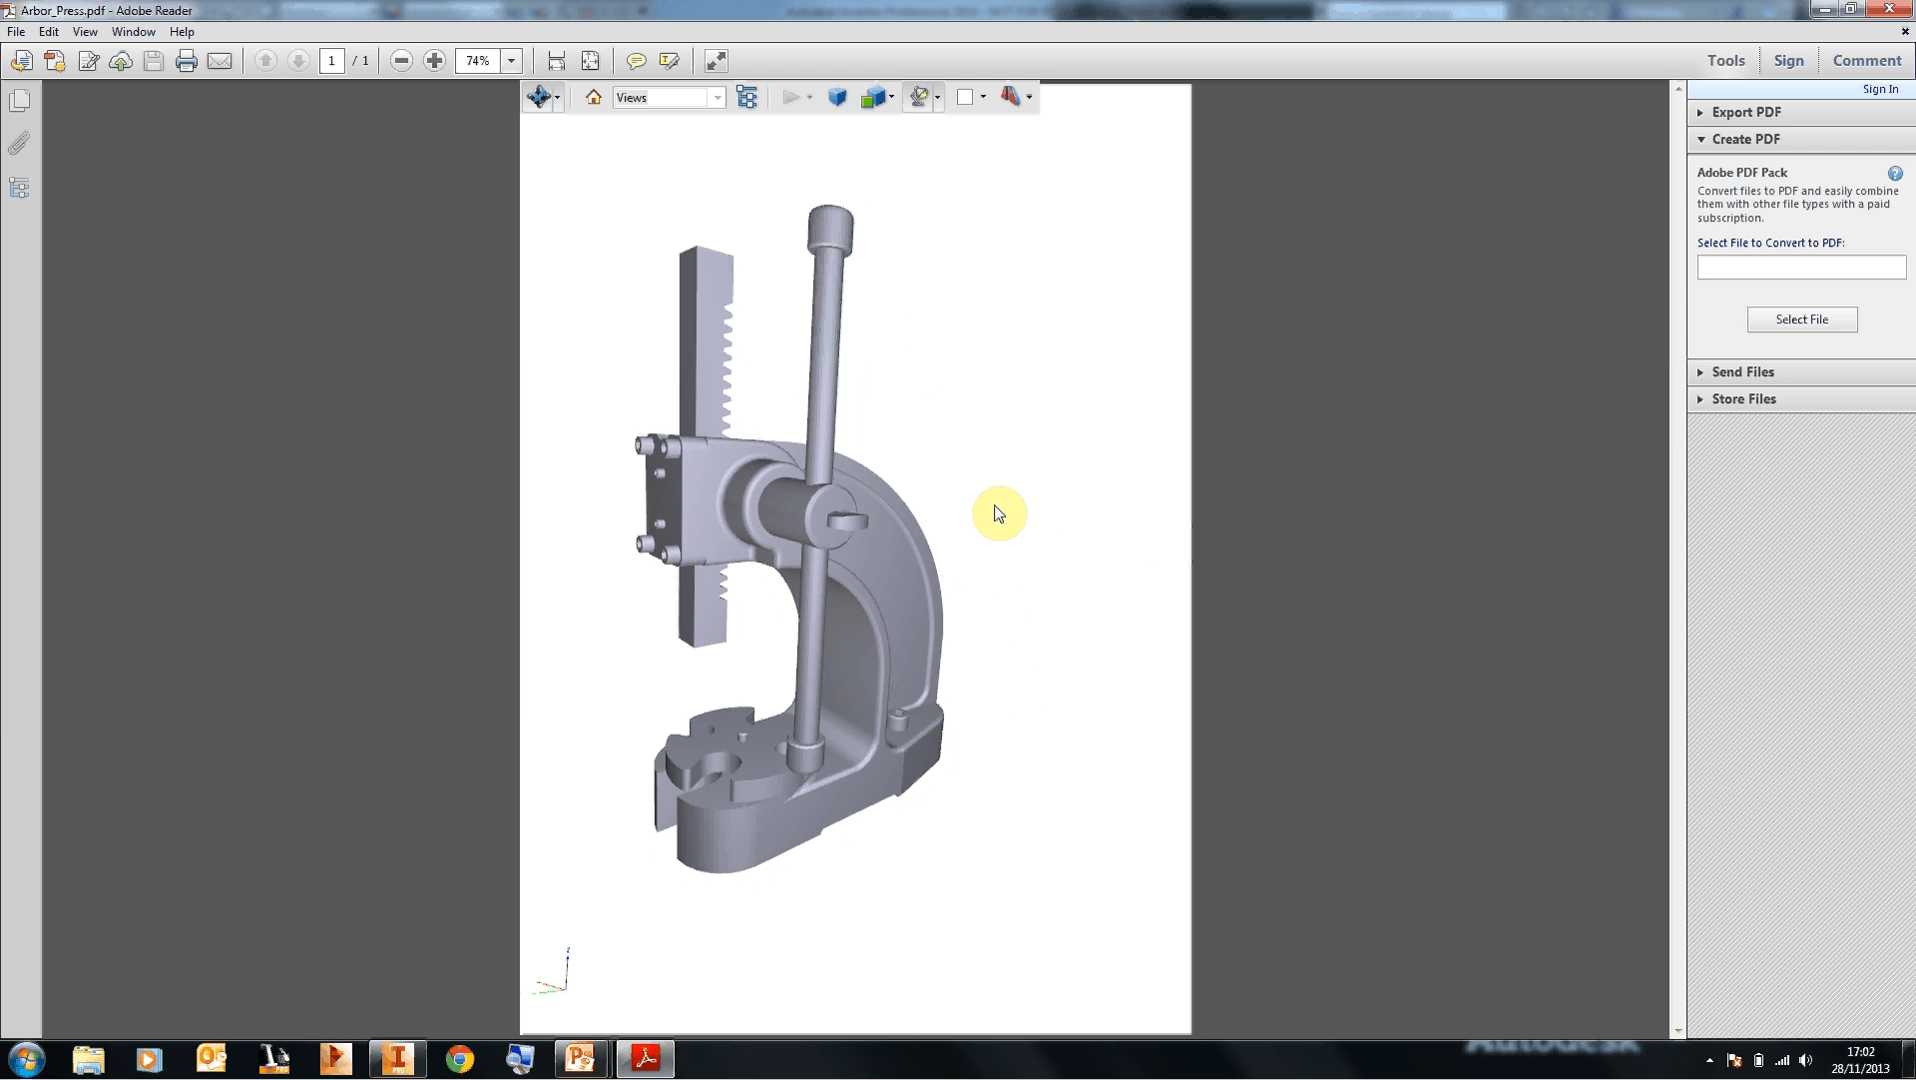 Arbor_Press.pdf - Adobe Reader
File Edit View Window Help
1 / 1 74% Tools Sign Comment
Views
Sign In
Export PDF
Create PDF
Adobe PDF Pack
Convert files to PDF and easily combine
them with other file types with a paid
subscription.
Select File to Convert to PDF:
Select File
Send Files
Store Files
Autodesk
17:02
28/11/2013